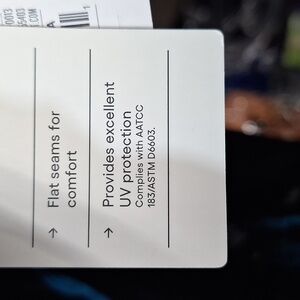 → Flat seams for
comfort
→ Provides excellent
UV protection
Complies with AATCC
183/ASTM D6603.